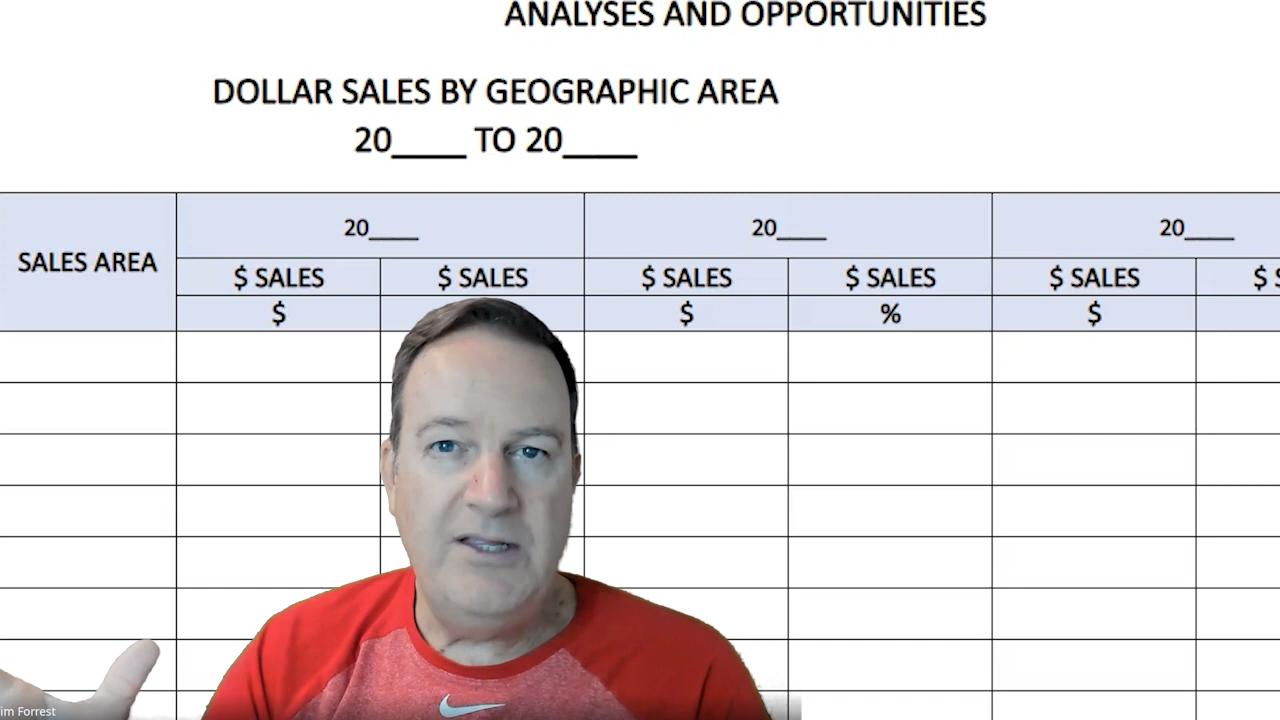 ANALYSES AND OPPORTUNITIES
DOLLAR SALES BY GEOGRAPHIC AREA
20____ TO 20____
SALES AREA
20____ 20____ 20____
$ SALES $ SALES $ SALES $ SALES $ SALES $
$ $ % $
im Forrest